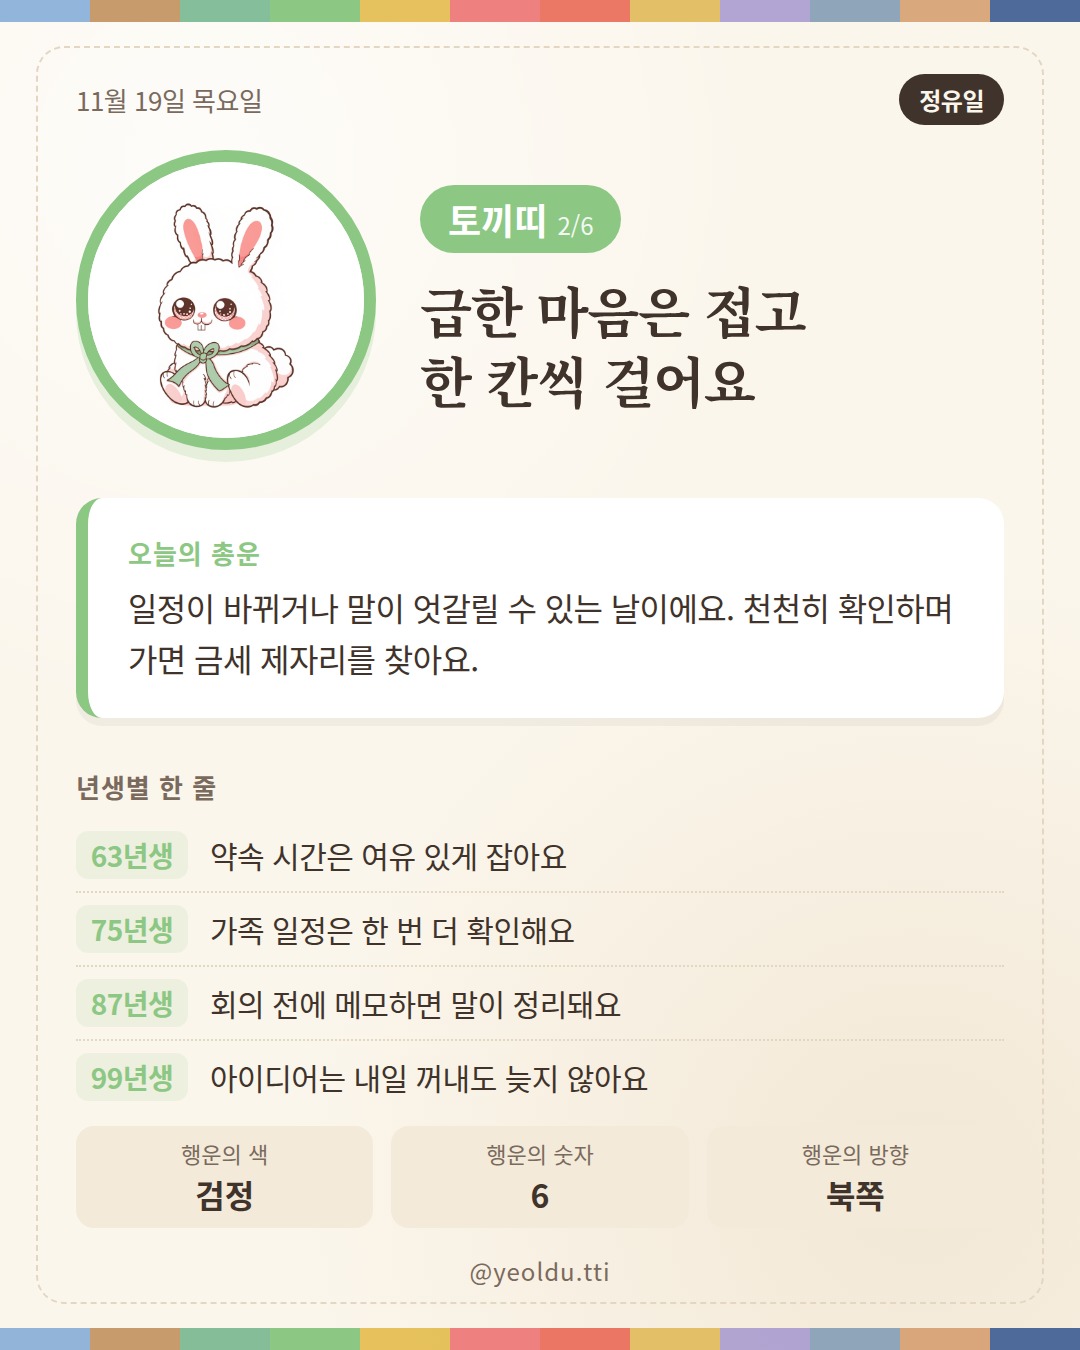 11월 19일 목요일
정유일
토끼띠 2/6
급한 마음은 접고
한 칸씩 걸어요
오늘의 총운
일정이 바뀌거나 말이 엇갈릴 수 있는 날이에요. 천천히 확인하며
가면 금세 제자리를 찾아요.
년생별 한 줄
63년생 약속 시간은 여유 있게 잡아요
75년생 가족 일정은 한 번 더 확인해요
87년생 회의 전에 메모하면 말이 정리돼요
99년생 아이디어는 내일 꺼내도 늦지 않아요
행운의 색
검정
행운의 숫자
6
행운의 방향
북쪽
@yeoldu.tti